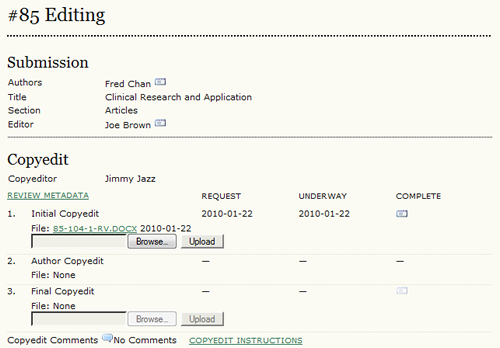 #85 Editing
Submission
Authors Fred Chan
Title Clinical Research and Application
Section Articles
Editor Joe Brown
Copyedit
Copyeditor Jimmy Jazz
REVIEW METADATA REQUEST UNDERWAY COMPLETE
1. Initial Copyedit 2010-01-22 2010-01-22
File: 85-104-1-RV.DOCX 2010-01-22
Browse... Upload
2. Author Copyedit — — —
File: None
3. Final Copyedit — —
File: None
Browse... Upload
Copyedit Comments No Comments COPYEDIT INSTRUCTIONS